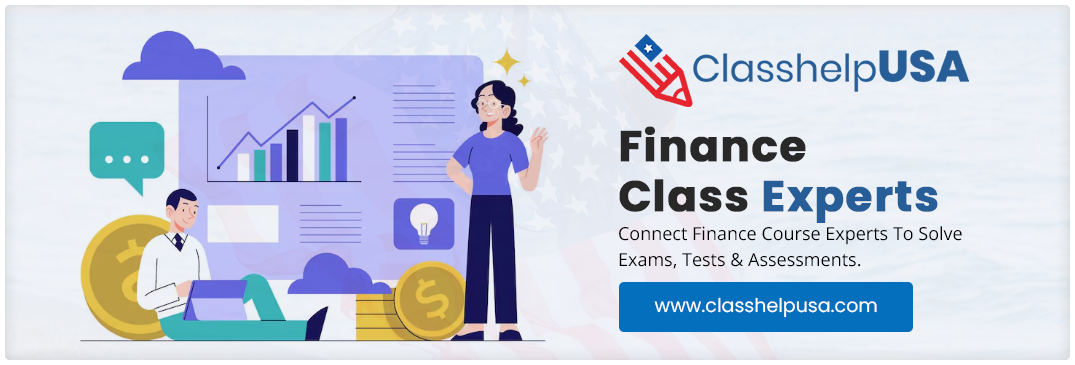 ClasshelpUSA
Finance
Class Experts
Connect Finance Course Experts To Solve
Exams, Tests & Assessments.
www.classhelpusa.com
$
$